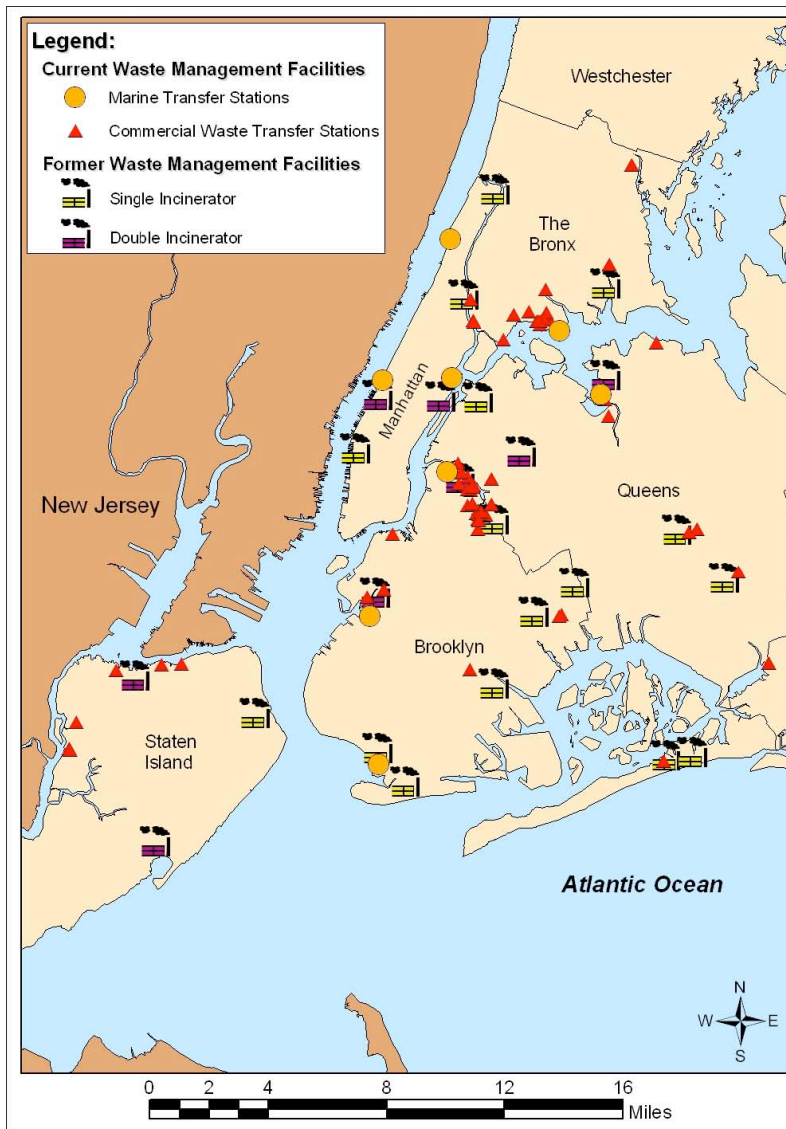 Legend:
Current Waste Management Facilities
Marine Transfer Stations
Commercial Waste Transfer Stations
Former Waste Management Facilities
Single Incinerator
Double Incinerator
Westchester
The
Bronx
Manhattan
New Jersey
Queens
Brooklyn
Staten
Island
Atlantic Ocean
N
W
E
S
0 2 4 8 12 16
Miles